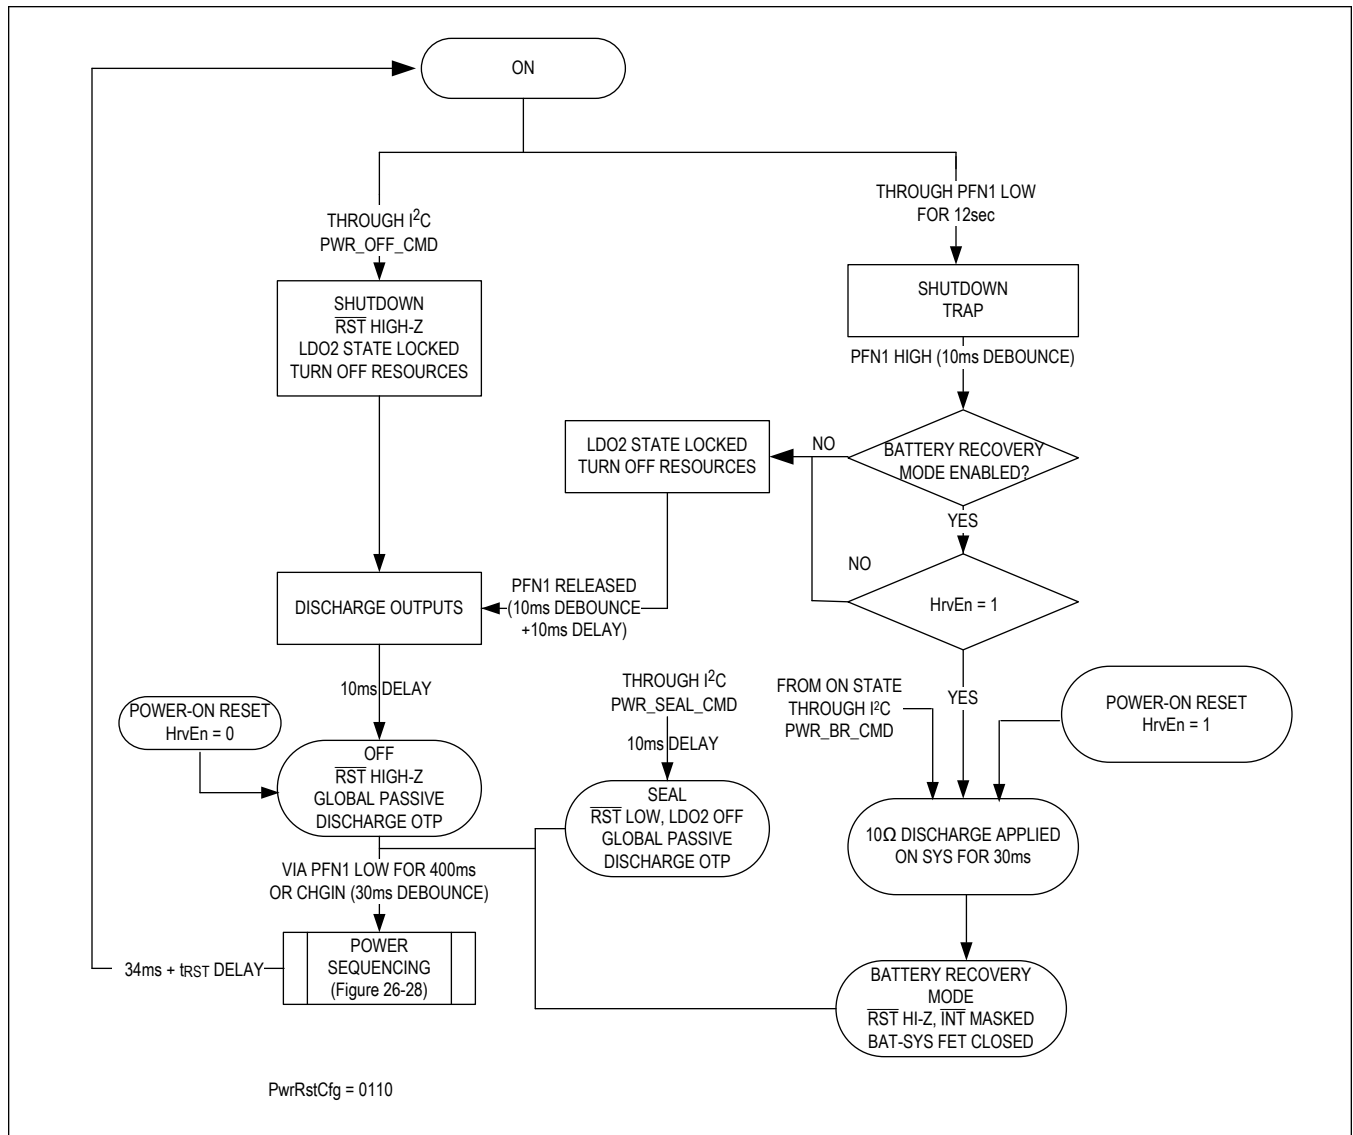 ON
THROUGH I2C
PWR_OFF_CMD
THROUGH PFN1 LOW
FOR 12sec
SHUTDOWN
RST HIGH-Z
LDO2 STATE LOCKED
TURN OFF RESOURCES
SHUTDOWN
TRAP
PFN1 HIGH (10ms DEBOUNCE)
BATTERY RECOVERY
MODE ENABLED?
NO
LDO2 STATE LOCKED
TURN OFF RESOURCES
YES
NO
HrvEn = 1
PFN1 RELEASED
(10ms DEBOUNCE
+10ms DELAY)
DISCHARGE OUTPUTS
10ms DELAY
POWER-ON RESET
HrvEn = 0
OFF
RST HIGH-Z
GLOBAL PASSIVE
DISCHARGE OTP
THROUGH I2C
PWR_SEAL_CMD
10ms DELAY
SEAL
RST LOW, LDO2 OFF
GLOBAL PASSIVE
DISCHARGE OTP
FROM ON STATE
THROUGH I2C
PWR_BR_CMD
YES
POWER-ON RESET
HrvEn = 1
10Ω DISCHARGE APPLIED
ON SYS FOR 30ms
VIA PFN1 LOW FOR 400ms
OR CHGIN (30ms DEBOUNCE)
34ms + tRST DELAY
POWER
SEQUENCING
(Figure 26-28)
BATTERY RECOVERY
MODE
RST HI-Z, INT MASKED
BAT-SYS FET CLOSED
PwrRstCfg = 0110